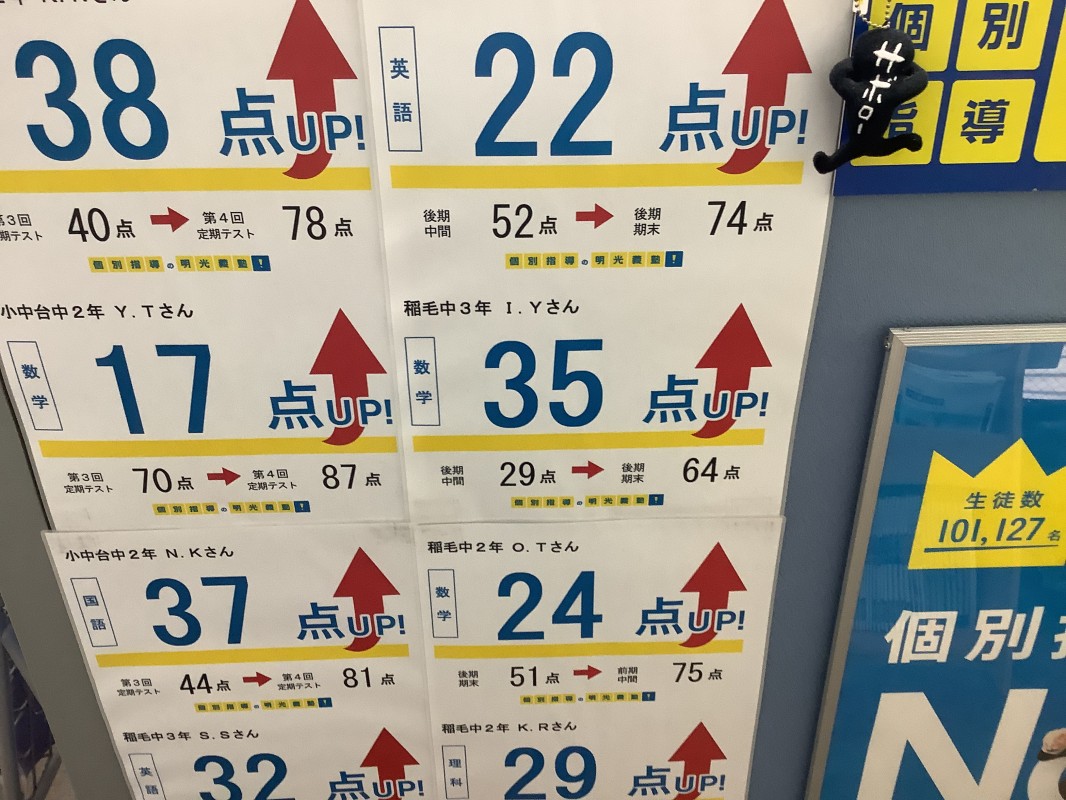 38
点UP!
40点
第4回
定期テスト
78点
個別指導の明光義塾!
英語
22
点UP!
後期
中間
52点
後期
期末
74点
個別指導の明光義塾!
小中台中2年 Y.Tさん
数学
17
点UP!
第3回
定期テスト
70点
第4回
定期テスト
87点
個別指導の明光義塾!
稲毛中3年 I.Yさん
数学
35
点UP!
後期
中間
29点
後期
期末
64点
個別指導の明光義塾!
小中台中2年 N.Kさん
国語
37
点UP!
第3回
定期テスト
44点
第4回
定期テスト
81点
個別指導の明光義塾!
稲毛中2年 O.Tさん
数学
24
点UP!
後期
期末
51点
前期
中間
75点
個別指導の明光義塾!
稲毛中3年 S.Sさん
英語
32
点UP!
稲毛中2年 K.Rさん
理科
29
点UP!
個別
指導
サボロー
生徒数
101,127名
個別
N